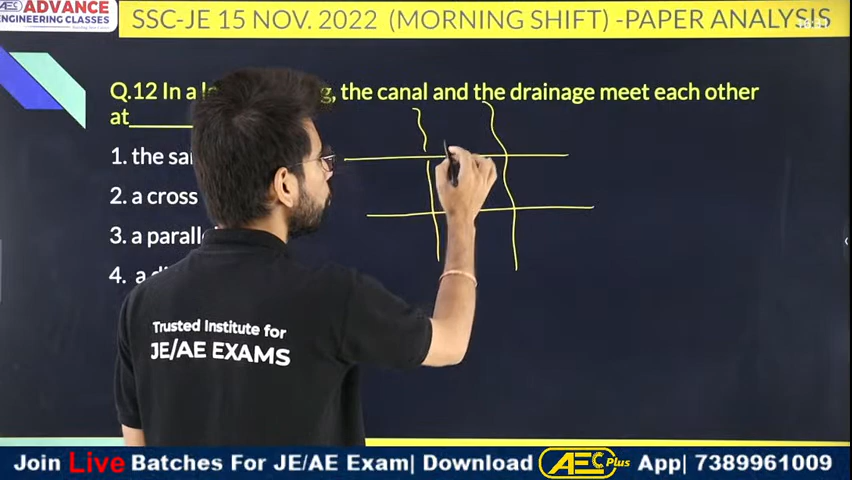 AEC ADVANCE
ENGINEERING CLASSES
SSC-JE 15 NOV. 2022 (MORNING SHIFT) -PAPER ANALYSIS
Q.12 In a the canal and the drainage meet each other
at
1. the
2. a cross
3. a
4. a
Trusted Institute for
JE/AE EXAMS
Join Live Batches For JE/AE Exam| Download AEC Plus App| 7389961009